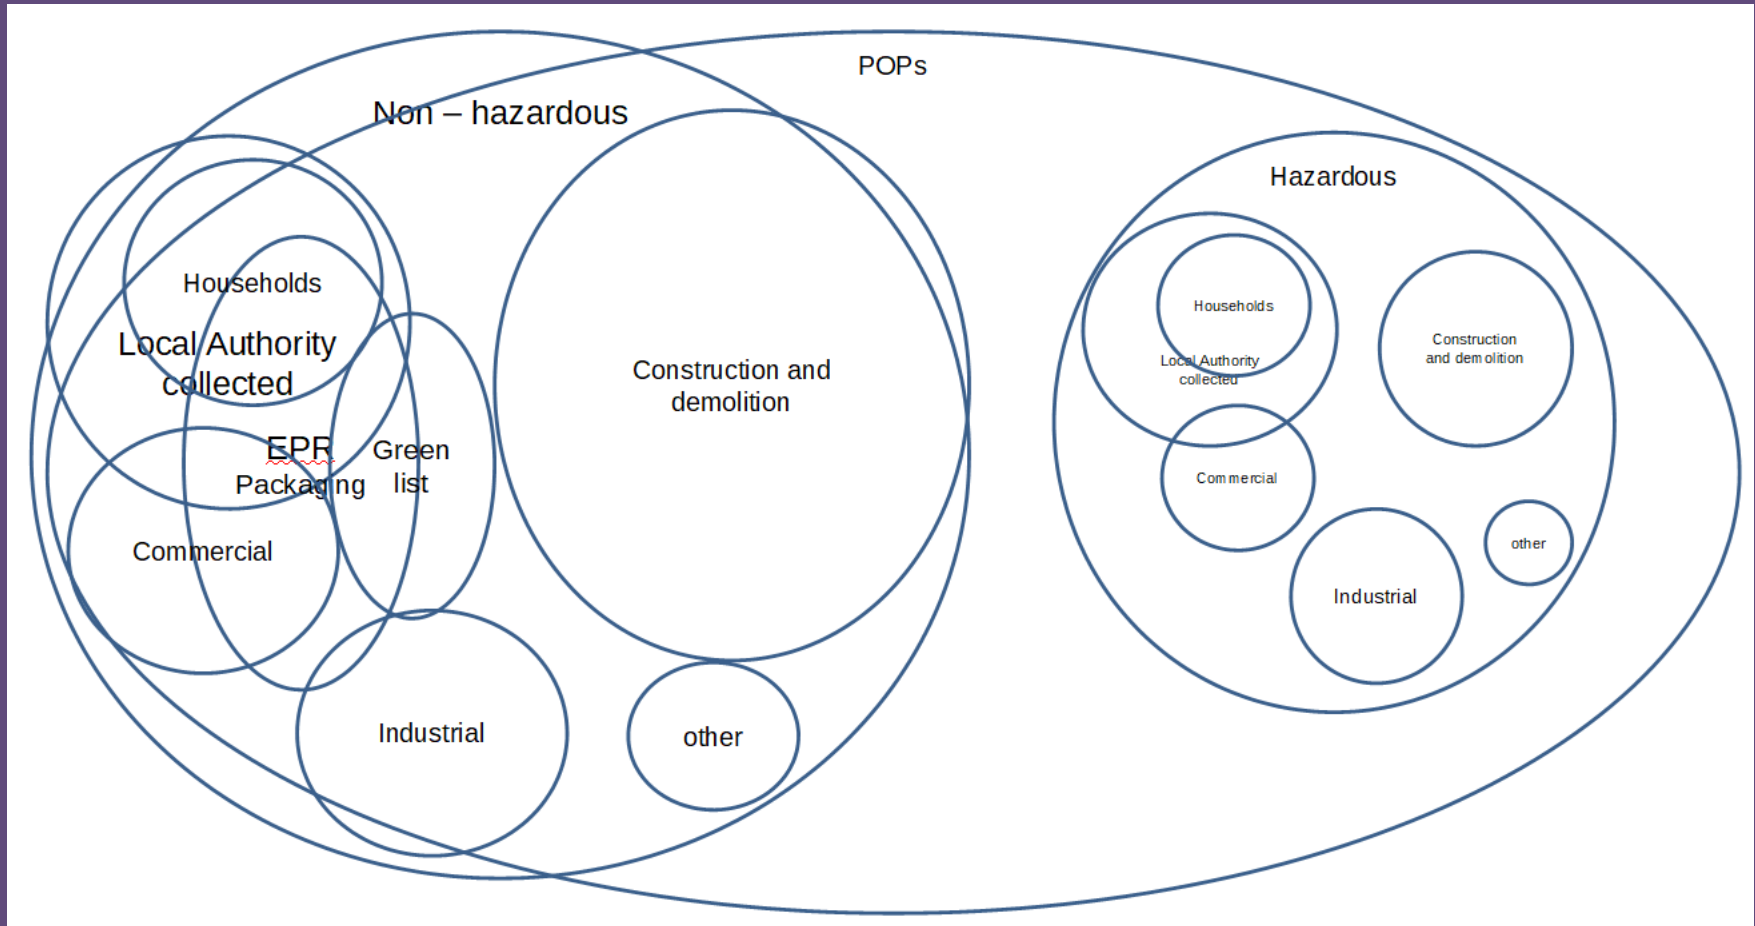 POPs
Non – hazardous
Households
Local Authority
collected
EPR
Packaging
Green
list
Commercial
Industrial
other
Construction and
demolition
Hazardous
Households
Local Authority
collected
Commercial
Construction
and demolition
Industrial
other